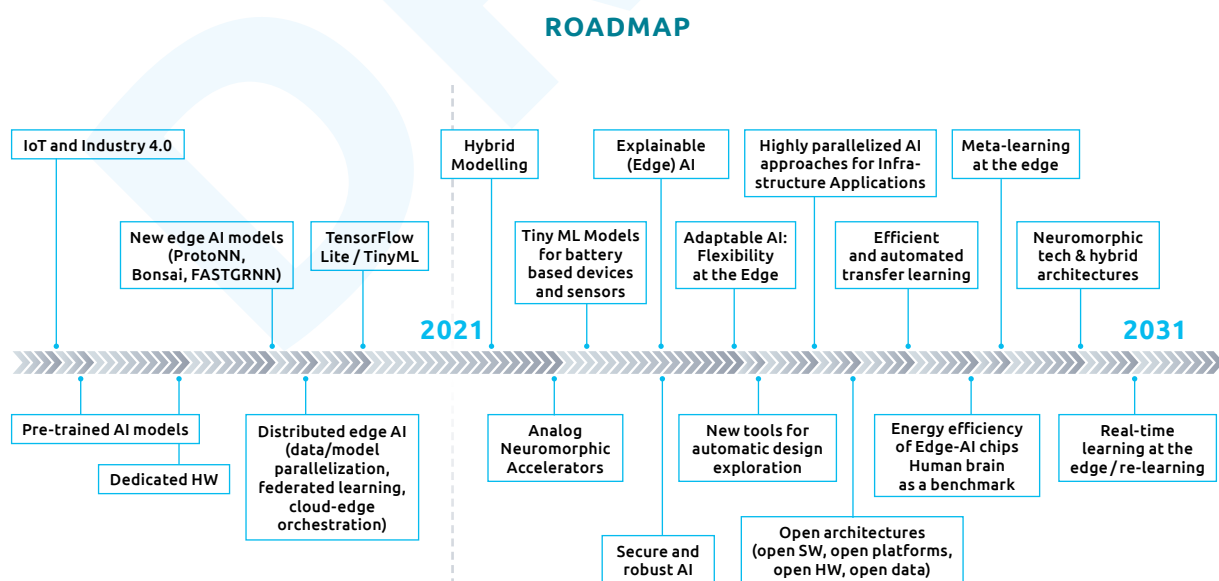 ROADMAP
IoT and Industry 4.0
Hybrid
Modelling
Explainable
(Edge) AI
Highly parallelized AI
approaches for Infra-
structure Applications
Meta-learning
at the edge
New edge AI models
(ProtoNN,
Bonsai, FASTGRNN)
TensorFlow
Lite / TinyML
Tiny ML Models
for battery
based devices
and sensors
Adaptable AI:
Flexibility
at the Edge
Efficient
and automated
transfer learning
Neuromorphic
tech & hybrid
architectures
2021
2031
Pre-trained AI models
Dedicated HW
Distributed edge AI
(data/model
parallelization,
federated learning,
cloud-edge
orchestration)
Analog
Neuromorphic
Accelerators
Secure and
robust AI
New tools for
automatic design
exploration
Open architectures
(open SW, open platforms,
open HW, open data)
Energy efficiency
of Edge-AI chips
Human brain
as a benchmark
Real-time
learning at the
edge / re-learning